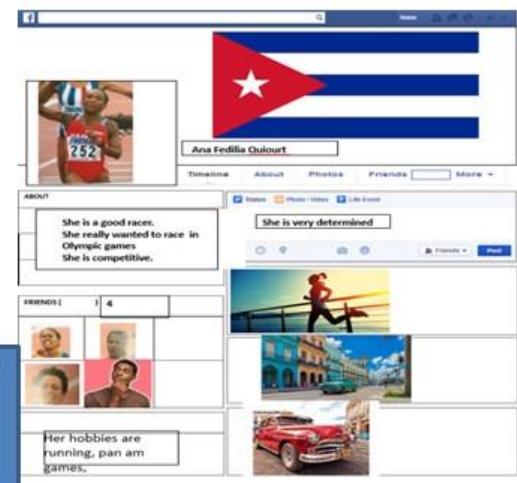 f
Home
252
Ana Fedilia Quiourt
Timeline About Photos Friends More
ABOUT
She is a good racer.
She really wanted to race in
Olympic games
She is competitive.
Status Photo / Video Life Event
She is very determined
Friends Post
FRIENDS ( ) 4
Her hobbies are
running, pan am
games,